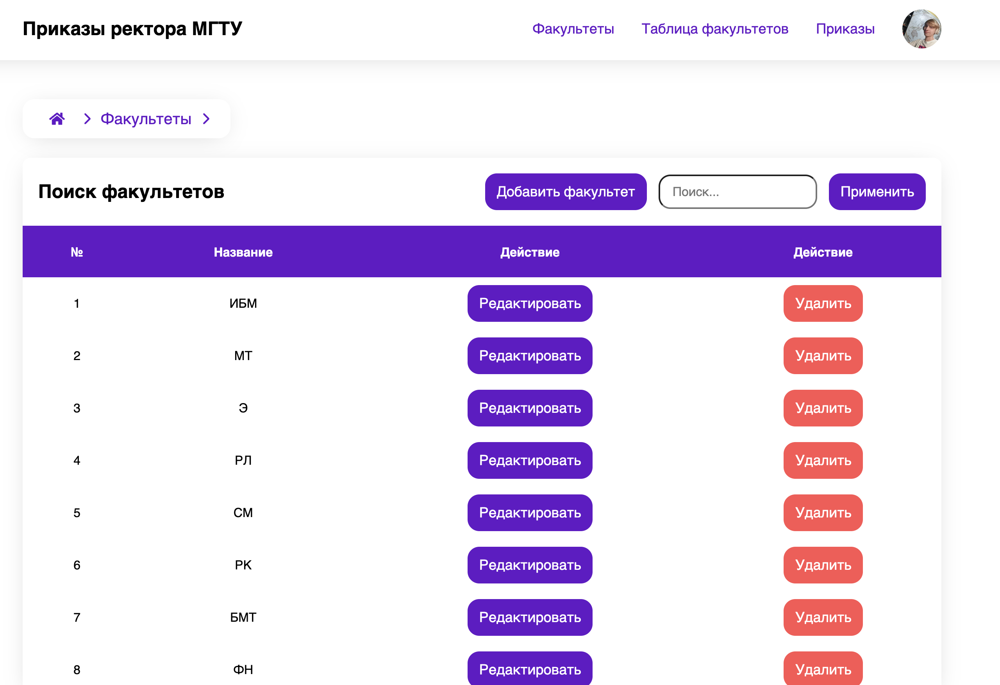 Приказы ректора МГТУ Факультеты Таблица факультетов Приказы
Факультеты
Поиск факультетов Добавить факультет Поиск... Применить
№ Название Действие Действие
1 ИБМ Редактировать Удалить
2 МТ Редактировать Удалить
3 Э Редактировать Удалить
4 РЛ Редактировать Удалить
5 СМ Редактировать Удалить
6 РК Редактировать Удалить
7 БМТ Редактировать Удалить
8 ФН Редактировать Удалить